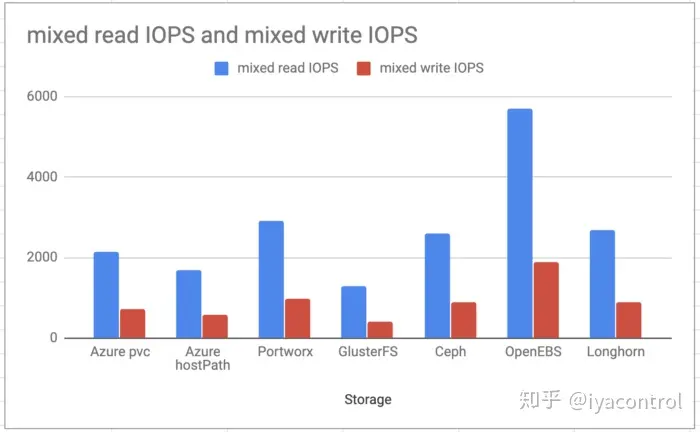 mixed read IOPS and mixed write IOPS
mixed read IOPS mixed write IOPS
6000
4000
2000
0
Azure pvc Azure hostPath Portworx GlusterFS Ceph OpenEBS Longhorn
Storage
知乎 @iyacontrol